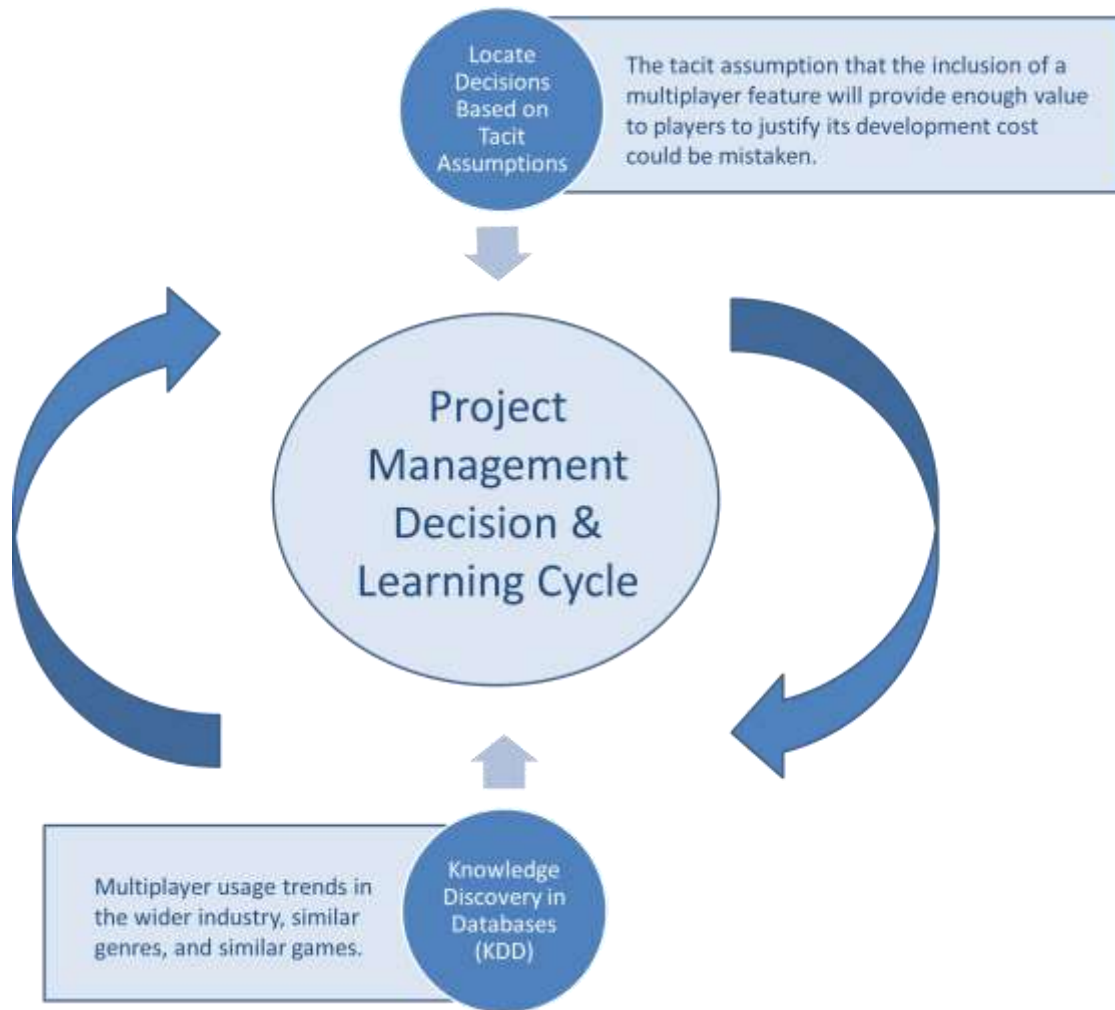 Locate
Decisions
Based on
Tacit
Assumptions
The tacit assumption that the inclusion of a
multiplayer feature will provide enough value
to players to justify its development cost
could be mistaken.
Project
Management
Decision &
Learning Cycle
Multiplayer usage trends in
the wider industry, similar
genres, and similar games.
Knowledge
Discovery in
Databases
(KDD)